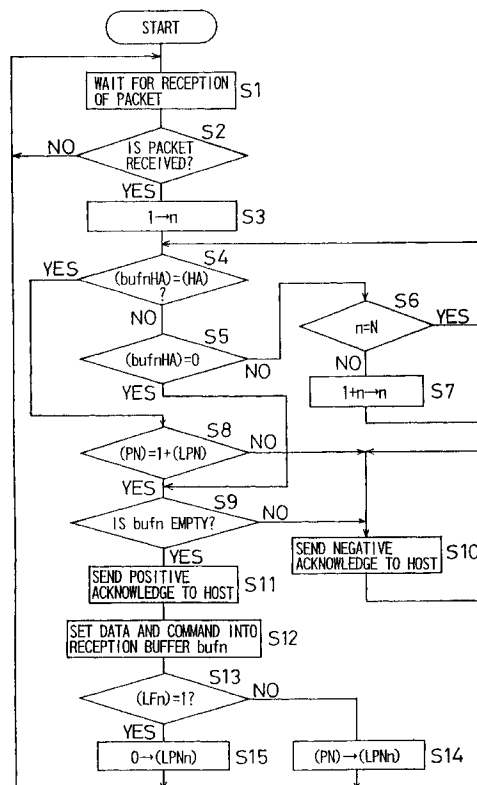 START
WAIT FOR RECEPTION
OF PACKET
S1
S2
NO
IS PACKET
RECEIVED?
YES
1→n
S3
S4
YES
(bufnHA)=(HA)
?
NO
S5
(bufnHA)=0
NO
YES
S6
n=N
YES
NO
1+n→n
S7
S8
(PN)=1+(LPN)
NO
YES
S9
IS bufn EMPTY?
NO
YES
SEND NEGATIVE
ACKNOWLEDGE TO HOST
S10
SEND POSITIVE
ACKNOWLEDGE TO HOST
S11
SET DATA AND COMMAND INTO
RECEPTION BUFFER bufn
S12
S13
(LFn)=1?
NO
YES
0→(LPNn)
S15
(PN)→(LPNn)
S14